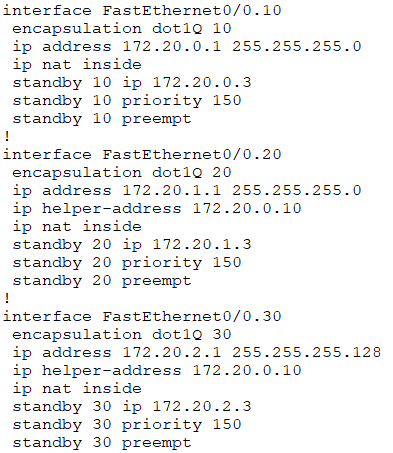 interface FastEthernet0/0.10
 encapsulation dot1Q 10
 ip address 172.20.0.1 255.255.255.0
 ip nat inside
 standby 10 ip 172.20.0.3
 standby 10 priority 150
 standby 10 preempt
!
interface FastEthernet0/0.20
 encapsulation dot1Q 20
 ip address 172.20.1.1 255.255.255.0
 ip helper-address 172.20.0.10
 ip nat inside
 standby 20 ip 172.20.1.3
 standby 20 priority 150
 standby 20 preempt
!
interface FastEthernet0/0.30
 encapsulation dot1Q 30
 ip address 172.20.2.1 255.255.255.128
 ip helper-address 172.20.0.10
 ip nat inside
 standby 30 ip 172.20.2.3
 standby 30 priority 150
 standby 30 preempt